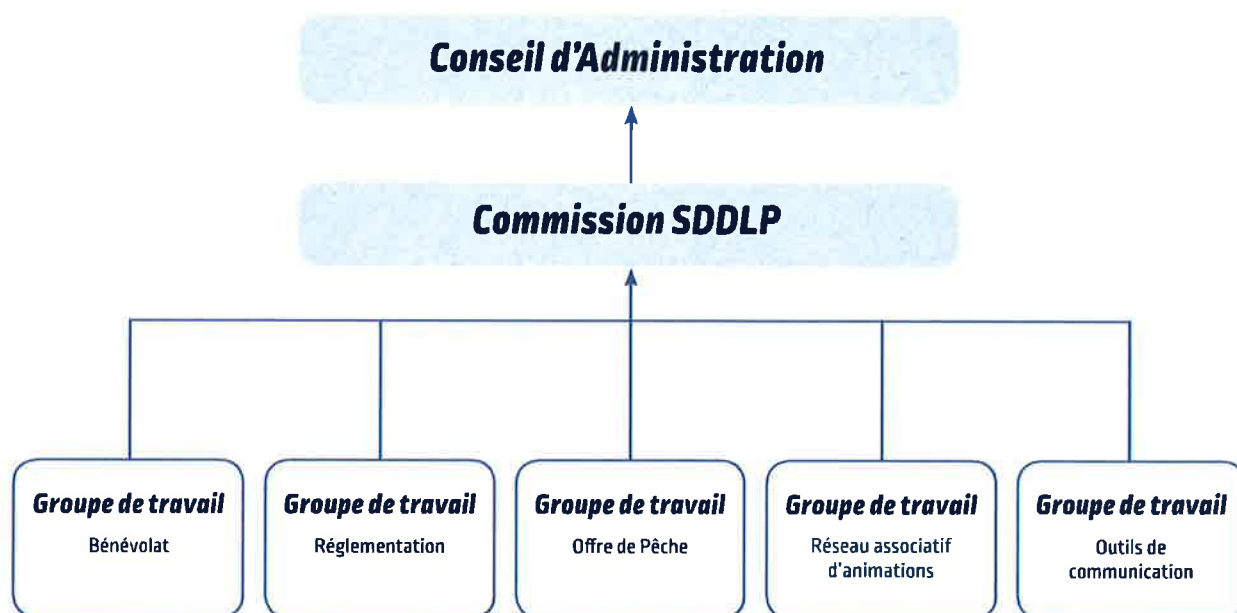 Conseil d'Administration
Commission SDDLP
Groupe de travail
Bénévolat
Groupe de travail
Réglementation
Groupe de travail
Offre de Pêche
Groupe de travail
Réseau associatif
d'animations
Groupe de travail
Outils de
communication